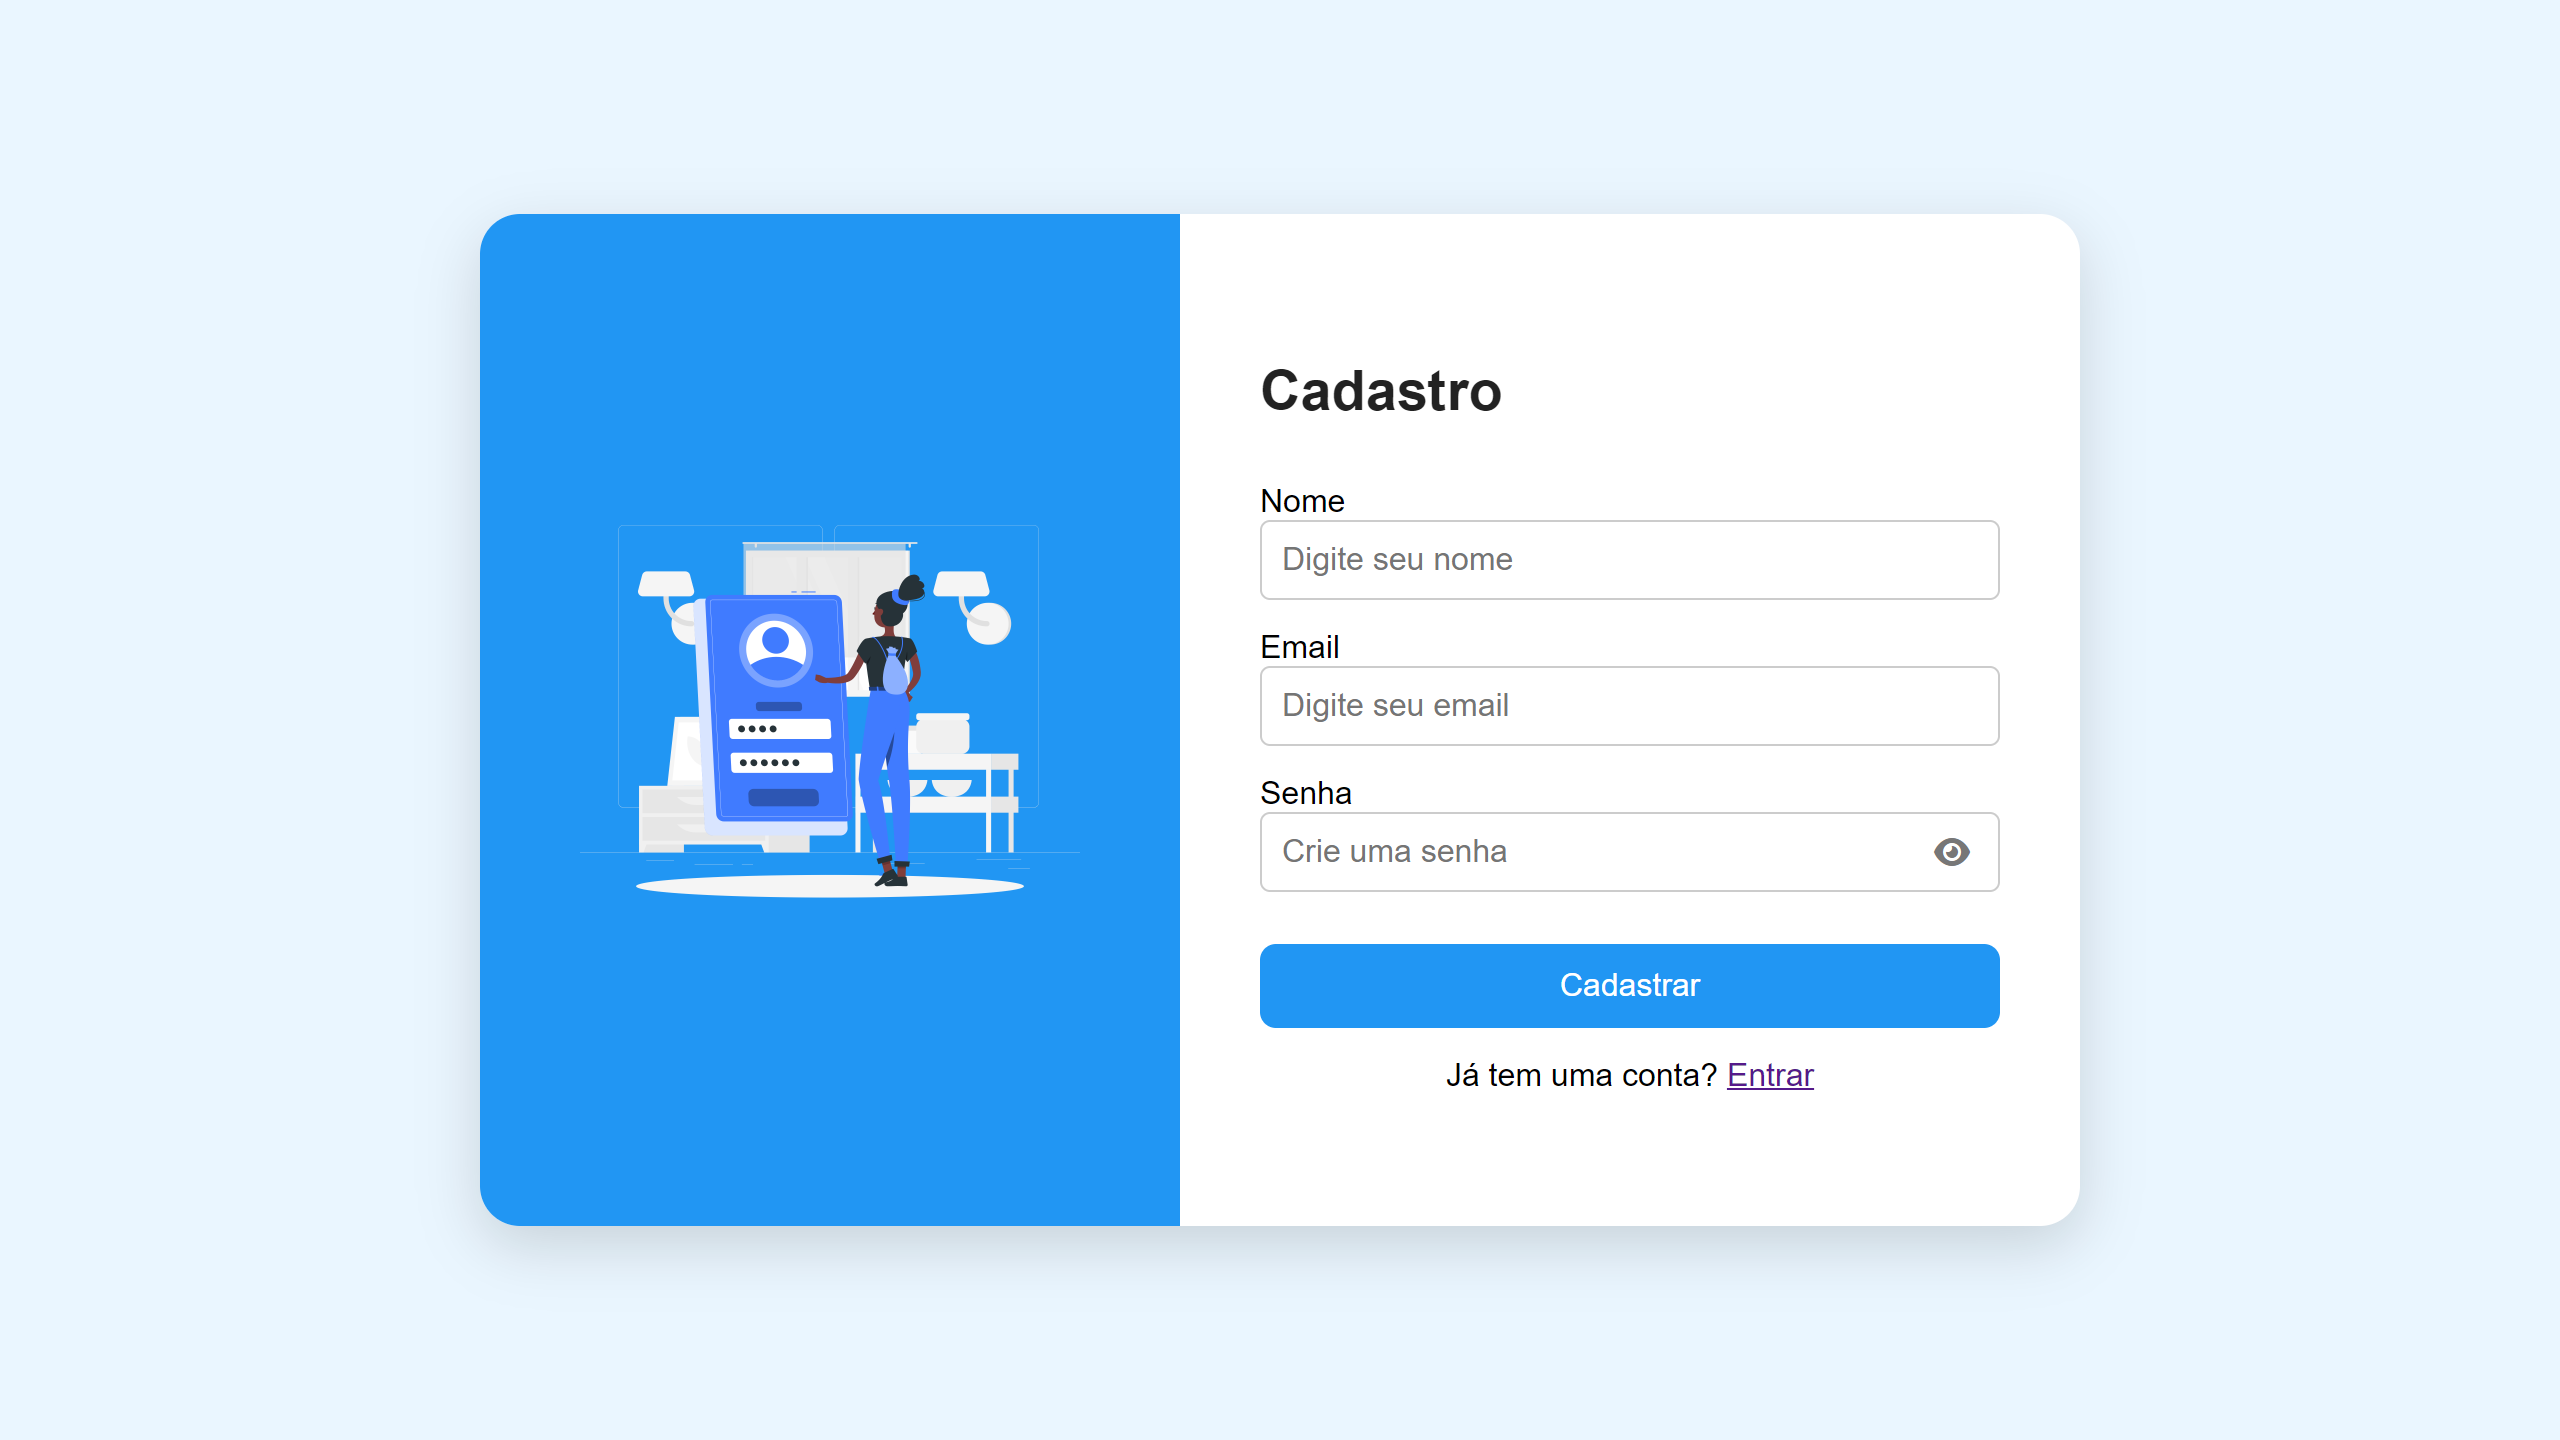 Cadastro
Nome
Digite seu nome
Email
Digite seu email
Senha
Crie uma senha
Cadastrar
Já tem uma conta? Entrar